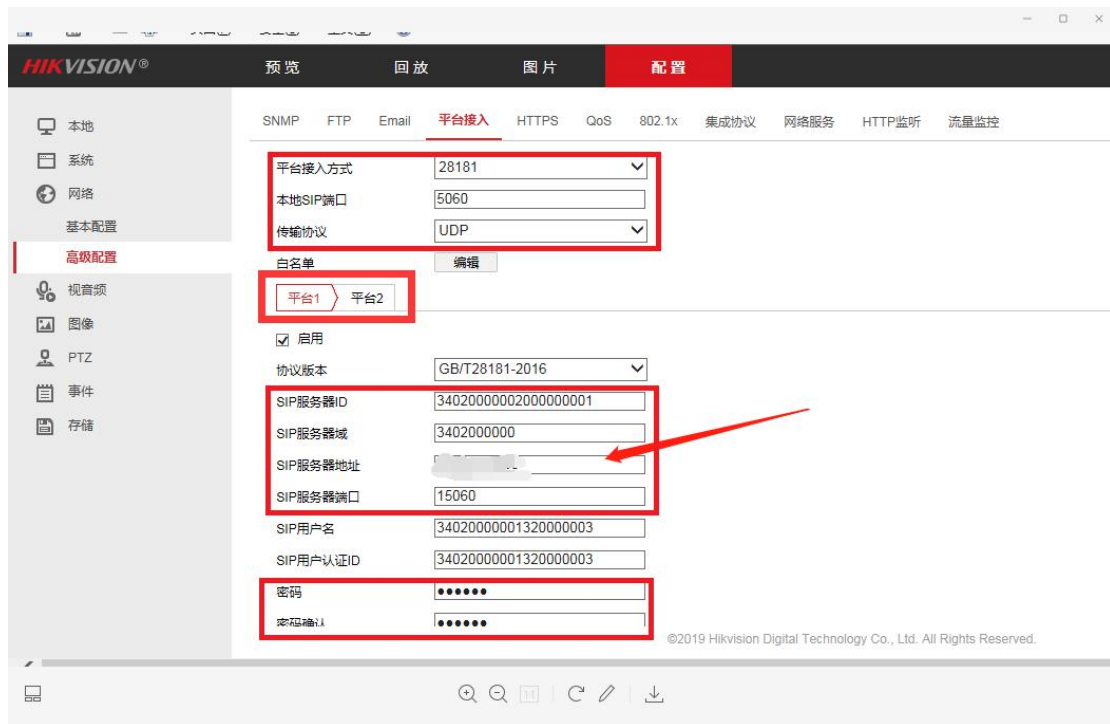 HIKVISION®
预览 回放 图片 配置
本地
系统
网络
基本配置
高级配置
视音频
图像
PTZ
事件
存储
SNMP FTP Email 平台接入 HTTPS QoS 802.1x 集成协议 网络服务 HTTP监听 流量监控
平台接入方式 28181
本地SIP端口 5060
传输协议 UDP
白名单 编辑
平台1 平台2
启用
协议版本 GB/T28181-2016
SIP服务器ID 34020000002000000001
SIP服务器域 3402000000
SIP服务器地址
SIP服务器端口 15060
SIP用户名 34020000001320000003
SIP用户认证ID 34020000001320000003
密码 ●●●●●●
密码确认 ●●●●●●
©2019 Hikvision Digital Technology Co., Ltd. All Rights Reserved.
1:1